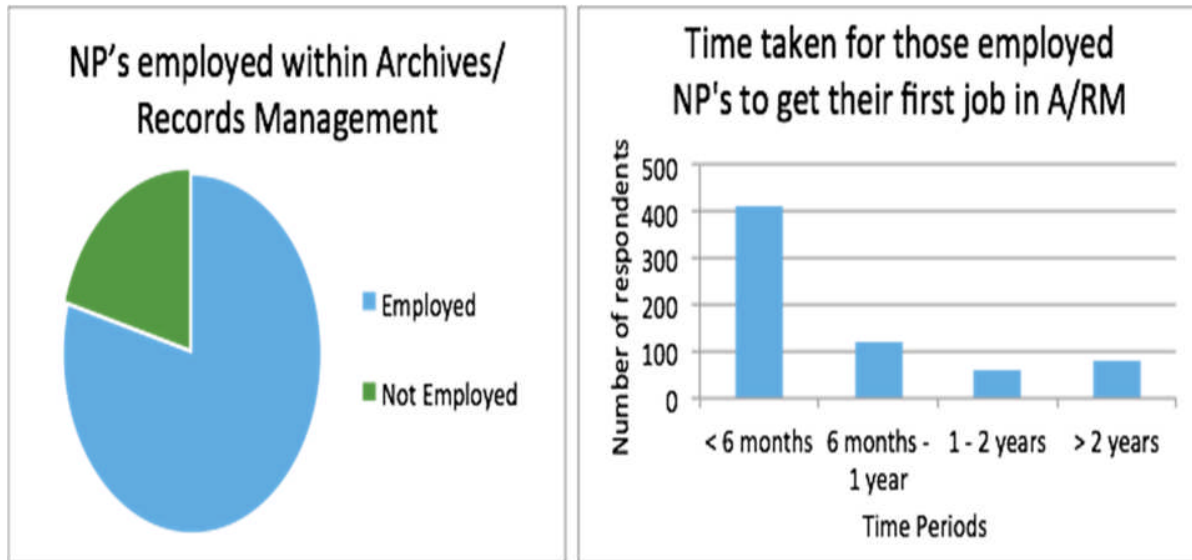 NP's employed within Archives/
Records Management
Employed
Not Employed
Time taken for those employed
NP's to get their first job in A/RM
Number of respondents
500
400
300
200
100
0
< 6 months
6 months -
1 year
1 - 2 years
> 2 years
Time Periods